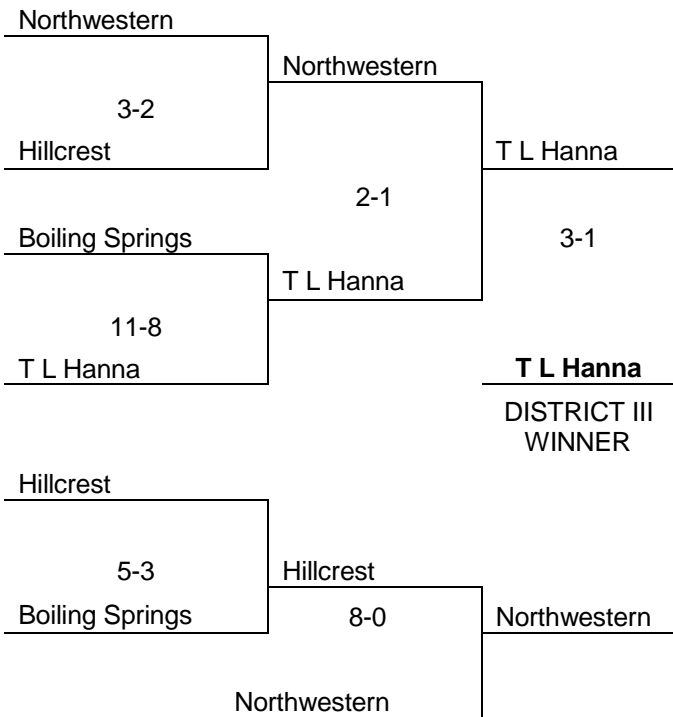 Northwestern
Northwestern
3-2
Hillcrest
T L Hanna
2-1
Boiling Springs
3-1
T L Hanna
11-8
T L Hanna
T L Hanna
DISTRICT III
WINNER
Hillcrest
5-3
Hillcrest
Boiling Springs
8-0
Northwestern
Northwestern